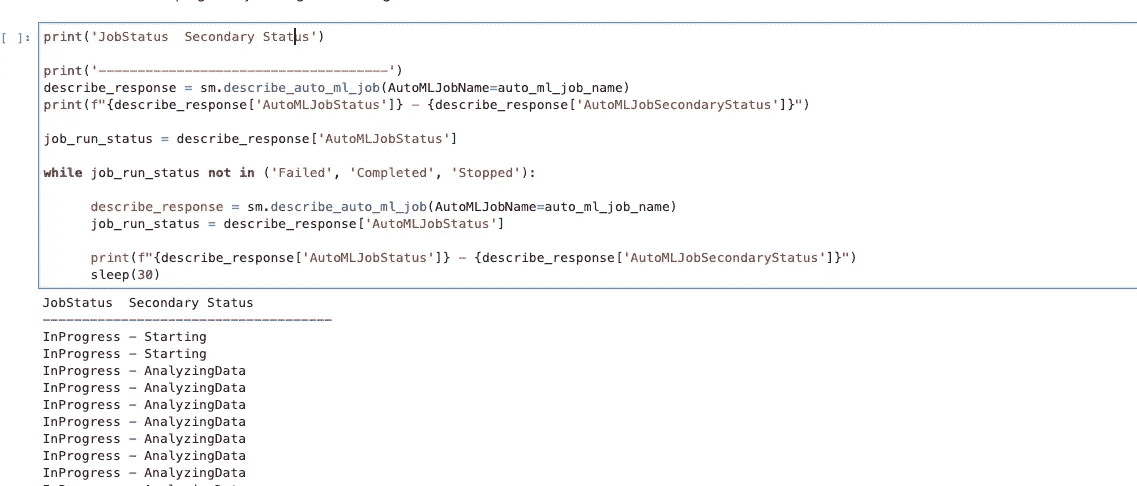 [ ]: print('JobStatus  Secondary Status')
print('-------------------------------------')
describe_response = sm.describe_auto_ml_job(AutoMLJobName=auto_ml_job_name)
print(f"{describe_response['AutoMLJobStatus']} - {describe_response['AutoMLJobSecondaryStatus']}")
job_run_status = describe_response['AutoMLJobStatus']
while job_run_status not in ('Failed', 'Completed', 'Stopped'):
describe_response = sm.describe_auto_ml_job(AutoMLJobName=auto_ml_job_name)
job_run_status = describe_response['AutoMLJobStatus']
print(f"{describe_response['AutoMLJobStatus']} - {describe_response['AutoMLJobSecondaryStatus']}")
sleep(30)
JobStatus  Secondary Status
-------------------------------------
InProgress - Starting
InProgress - Starting
InProgress - AnalyzingData
InProgress - AnalyzingData
InProgress - AnalyzingData
InProgress - AnalyzingData
InProgress - AnalyzingData
InProgress - AnalyzingData
InProgress - AnalyzingData